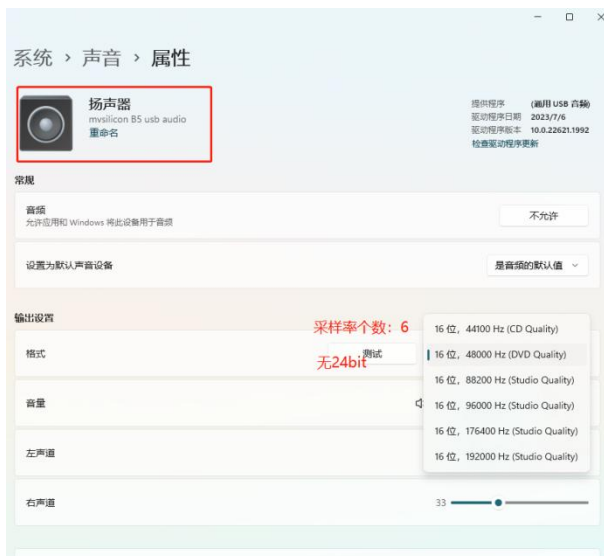 系统 › 声音 › 属性
扬声器
mvsilicon B5 usb audio
重命名
提供程序 (通用 USB 音频)
驱动程序日期 2023/7/6
驱动程序版本 10.0.22621.1992
检查驱动程序更新
常规
音频
允许应用和 Windows 将此设备用于音频
不允许
设置为默认声音设备
是音频的默认值
输出设置
采样率个数：6
无24bit
格式
测试
16 位，44100 Hz (CD Quality)
16 位，48000 Hz (DVD Quality)
16 位，88200 Hz (Studio Quality)
16 位，96000 Hz (Studio Quality)
16 位，176400 Hz (Studio Quality)
16 位，192000 Hz (Studio Quality)
音量
左声道
右声道
33